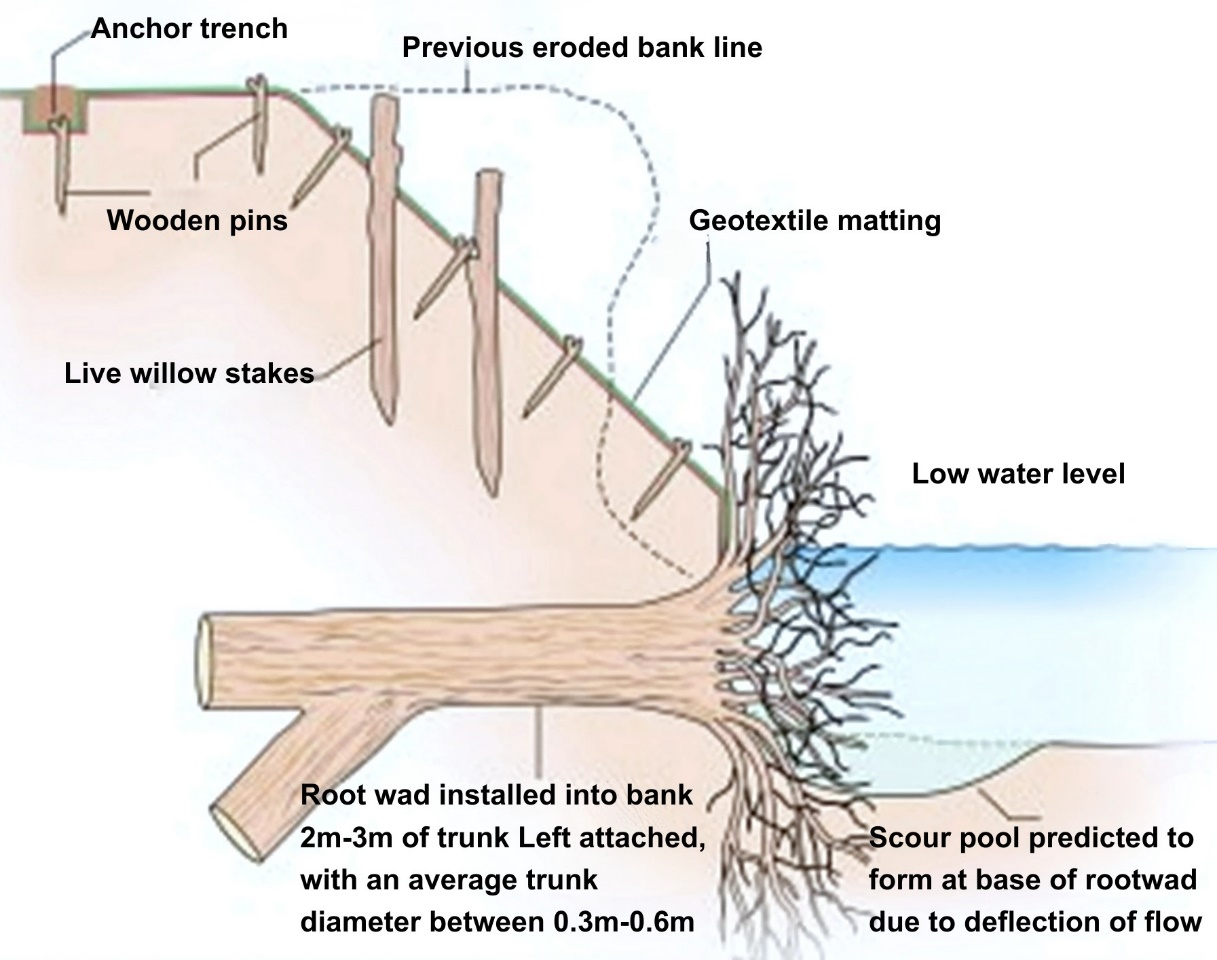 Anchor trench
Previous eroded bank line
Wooden pins
Geotextile matting
Live willow stakes
Low water level
Root wad installed into bank
2m-3m of trunk Left attached,
with an average trunk
diameter between 0.3m-0.6m
Scour pool predicted to
form at base of rootwad
due to deflection of flow